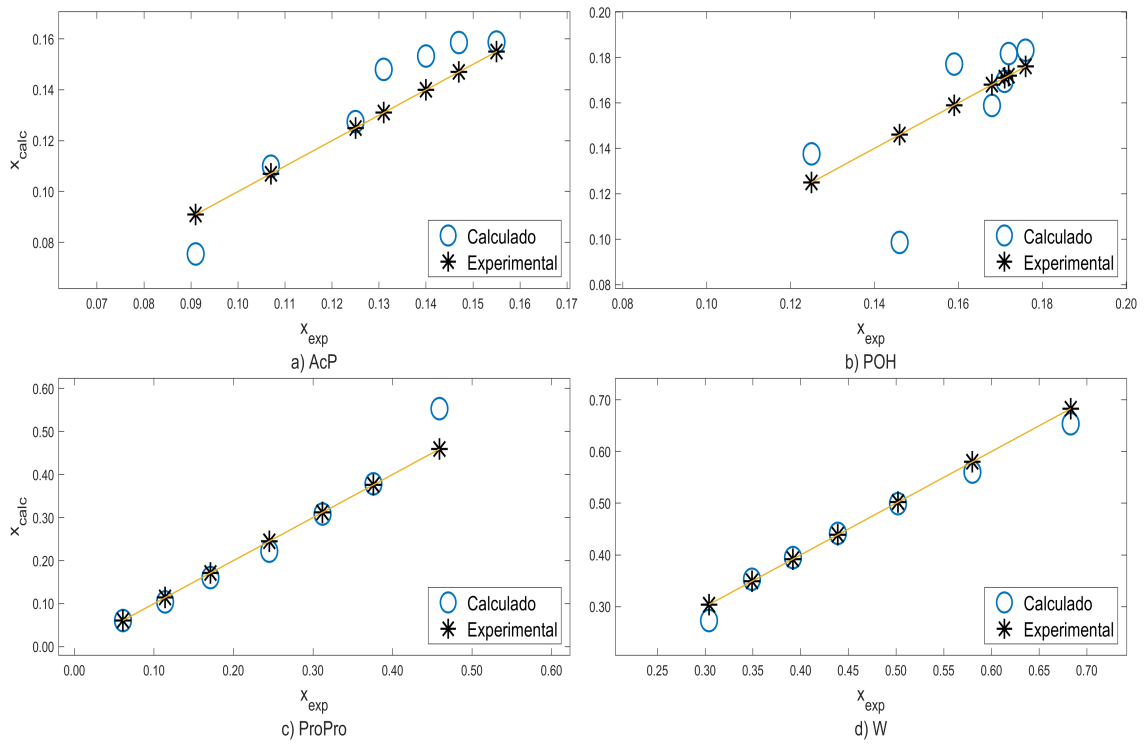 0.16
0.14
0.12
0.10
0.08
x_calc
0.07 0.08 0.09 0.10 0.11 0.12 0.13 0.14 0.15 0.16 0.17
x_exp
Calculado
Experimental
a) AcP
0.20
0.18
0.16
0.14
0.12
0.10
0.08
0.08 0.10 0.12 0.14 0.16 0.18 0.20
x_exp
Calculado
Experimental
b) POH
0.60
0.50
0.40
0.30
0.20
0.10
0.00
x_calc
0.00 0.10 0.20 0.30 0.40 0.50 0.60
x_exp
Calculado
Experimental
c) ProPro
0.70
0.60
0.50
0.40
0.30
0.25 0.30 0.35 0.40 0.45 0.50 0.55 0.60 0.65 0.70
x_exp
Calculado
Experimental
d) W